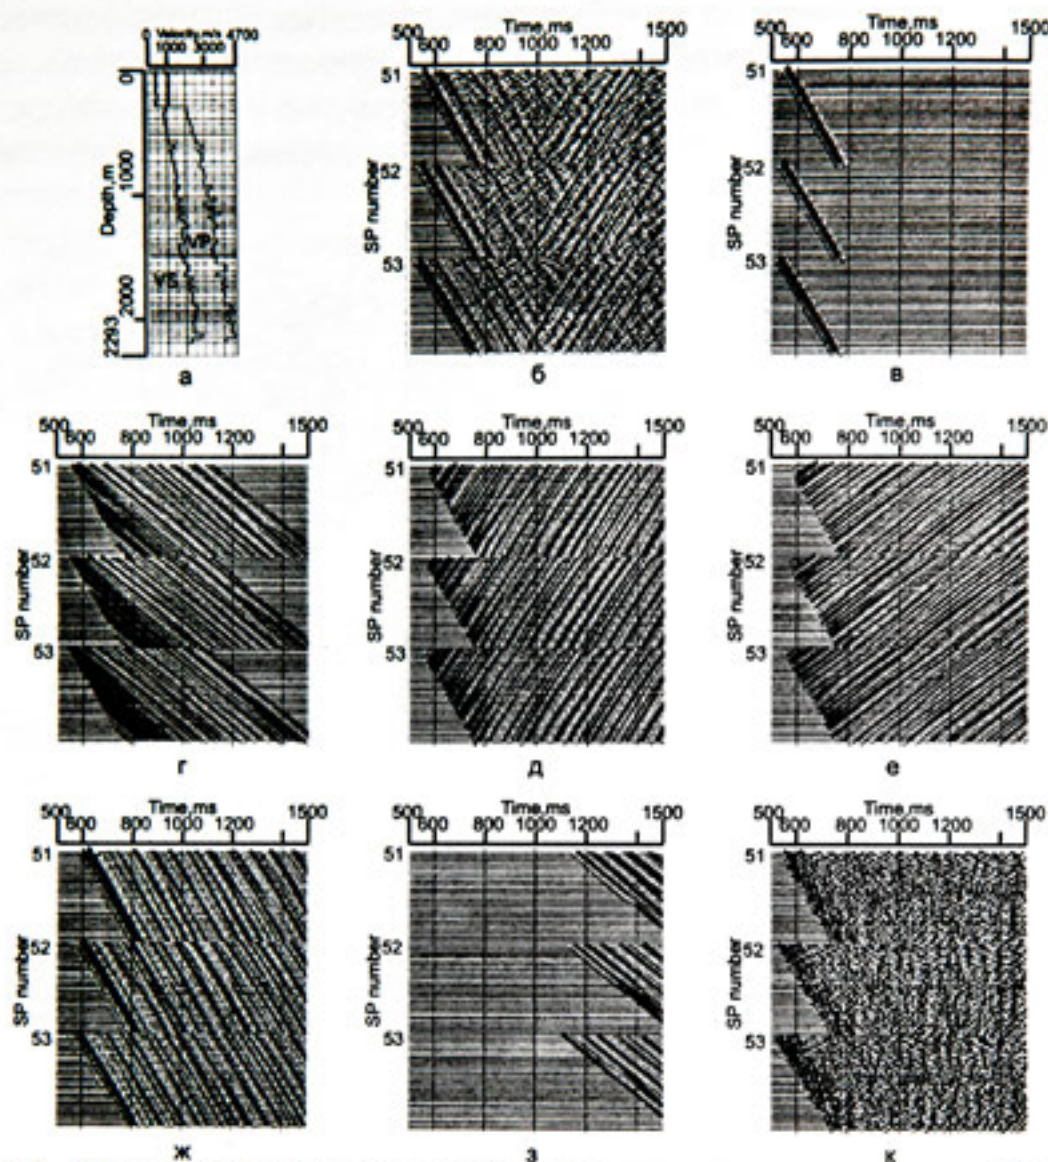 0 Velocity, m/s 4700
1000 3000
Depth, m
0
1000
2000
2293
VP
VS
а
Time, ms
500 1500
600 800 1000 1200
SP number
51
52
53
б
Time, ms
500 1500
600 800 1000 1200
SP number
51
52
53
в
Time, ms
500 1500
600 800 1000 1200
SP number
51
52
53
г
Time, ms
500 1500
600 800 1000 1200
SP number
51
52
53
д
Time, ms
500 1500
600 800 1000 1200
SP number
51
52
53
е
Time, ms
500 1500
600 800 1000 1200
SP number
51
52
53
ж
Time, ms
500 1500
600 800 1000 1200
SP number
51
52
53
з
Time, ms
500 1500
600 800 1000 1200
SP number
51
52
53
к